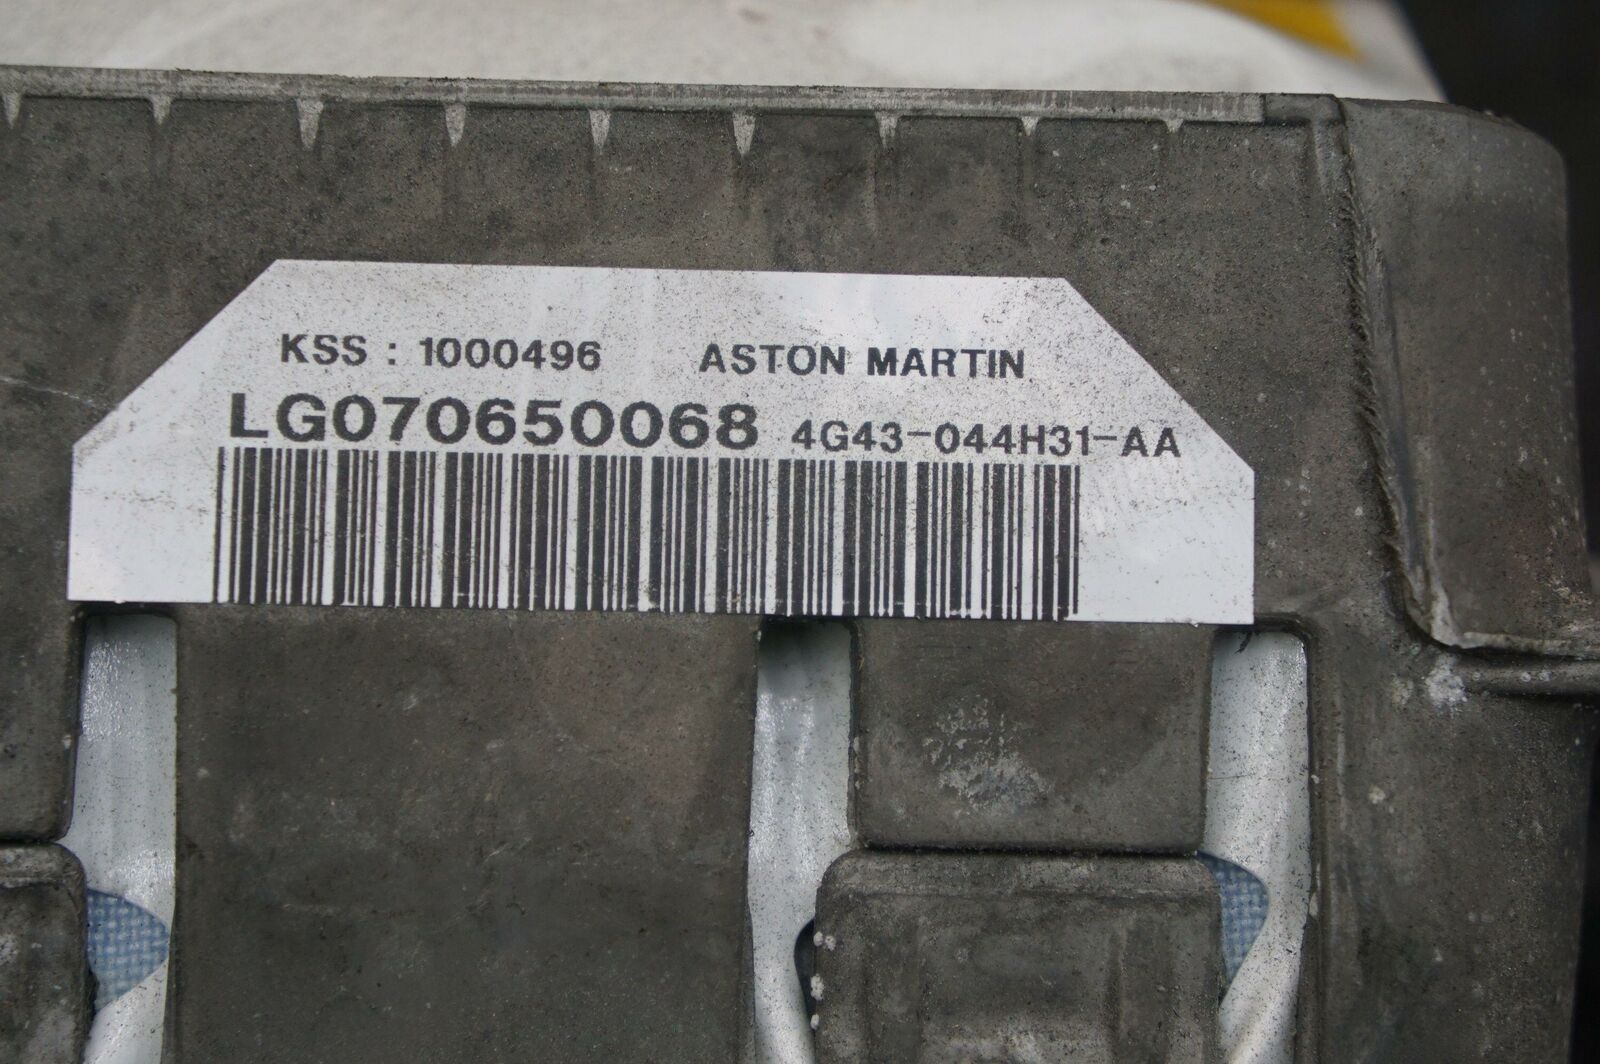 KSS : 1000496 ASTON MARTIN
LG070650068 4G43-044H31-AA